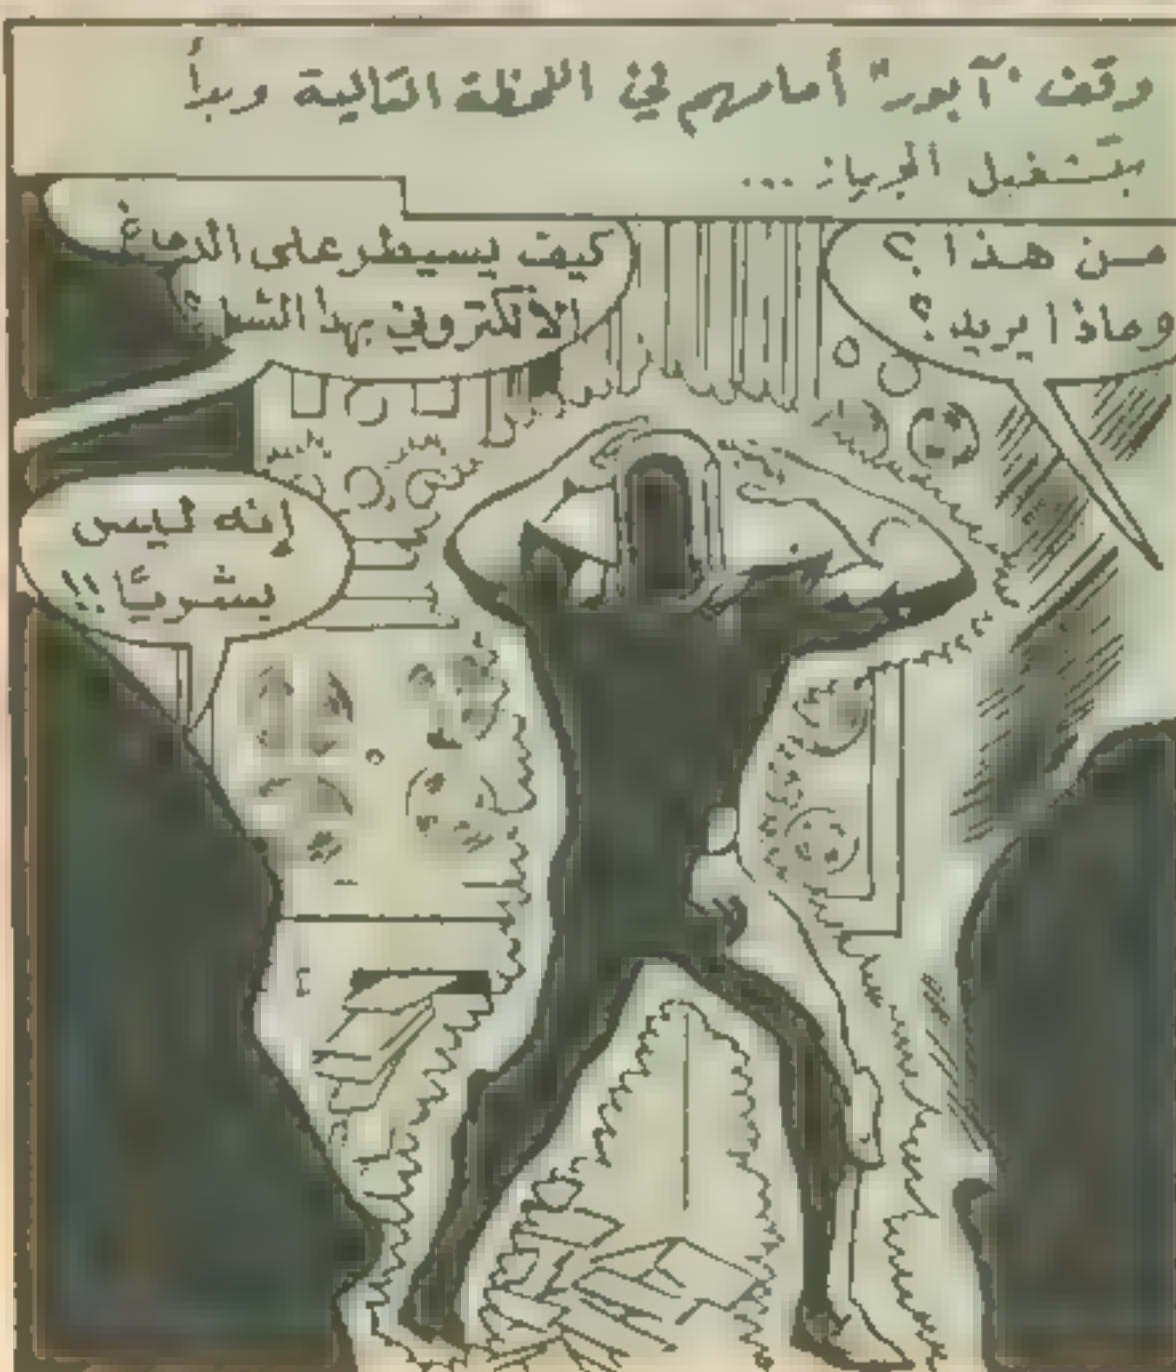 وقف "آبور" أمامهم في اللحظة التالية وبدأ
بتشغيل الجهاز ...
من هذا ؟
وماذا يريد ؟
كيف يسيطر على الدماغ
الالكتروني بهذا الشكل ؟
إنه ليس
بشريًا !!